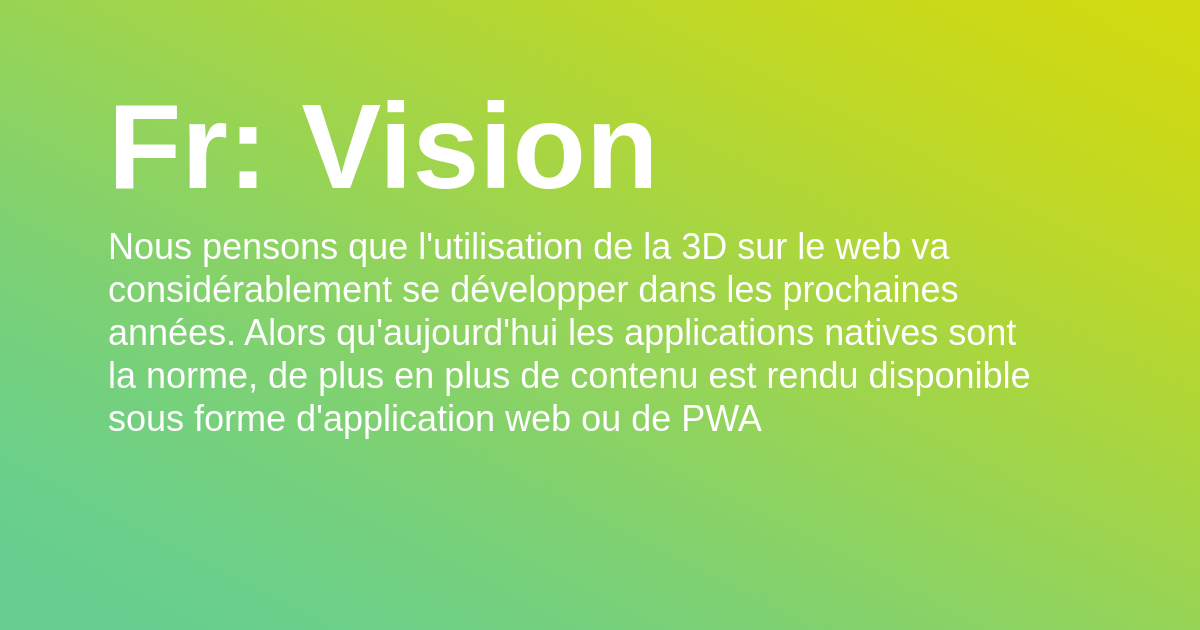 Fr: Vision
Nous pensons que l'utilisation de la 3D sur le web va
considérablement se développer dans les prochaines
années. Alors qu'aujourd'hui les applications natives sont
la norme, de plus en plus de contenu est rendu disponible
sous forme d'application web ou de PWA